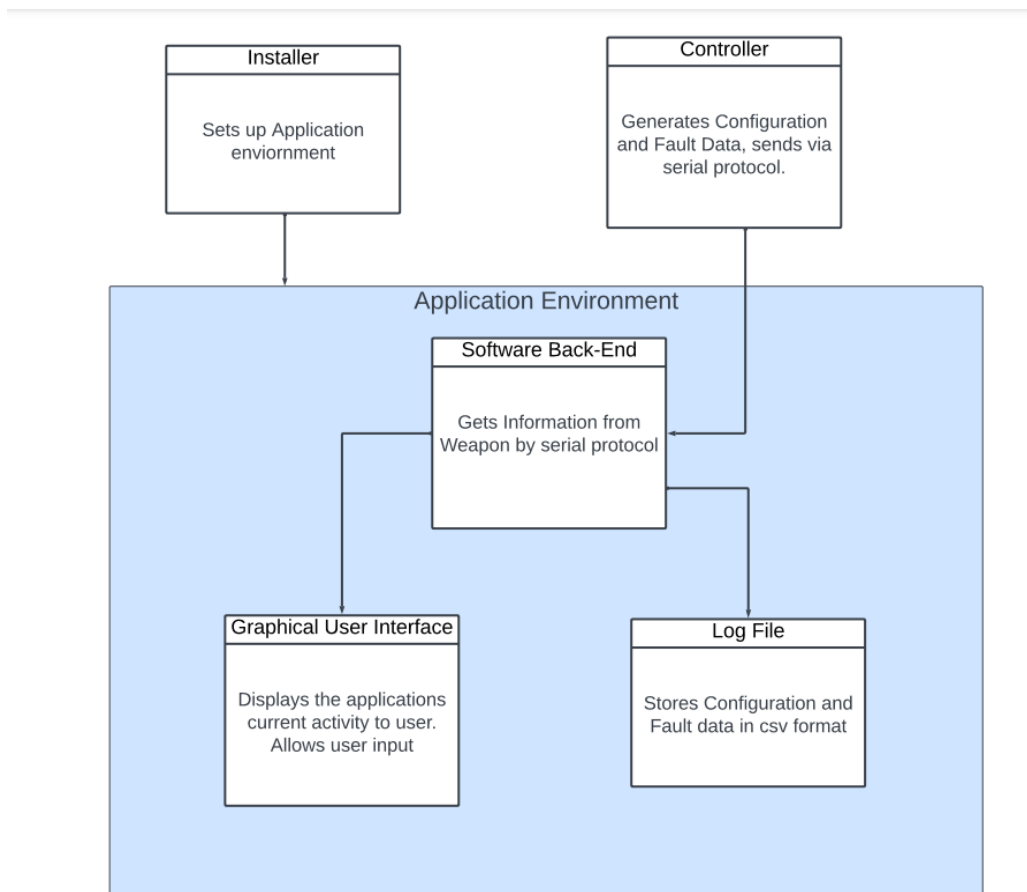 Installer
Sets up Application
enviornment
Controller
Generates Configuration
and Fault Data, sends via
serial protocol.
Application Environment
Software Back-End
Gets Information from
Weapon by serial protocol
Graphical User Interface
Displays the applications
current activity to user.
Allows user input
Log File
Stores Configuration and
Fault data in csv format